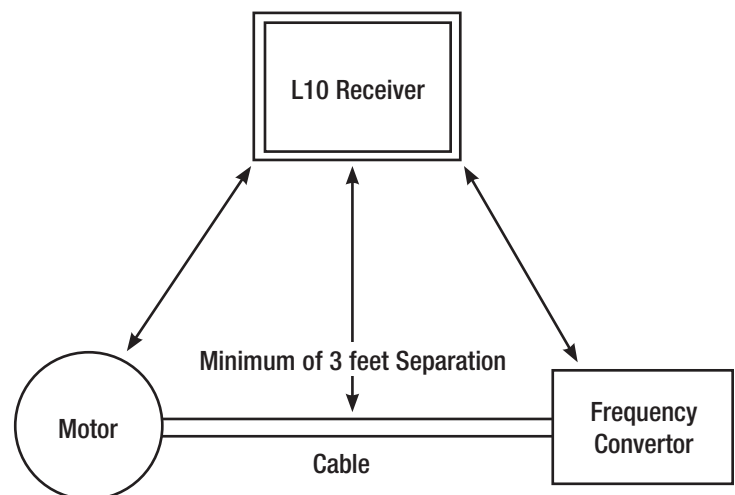 L10 Receiver
Minimum of 3 feet Separation
Motor
Cable
Frequency
Convertor